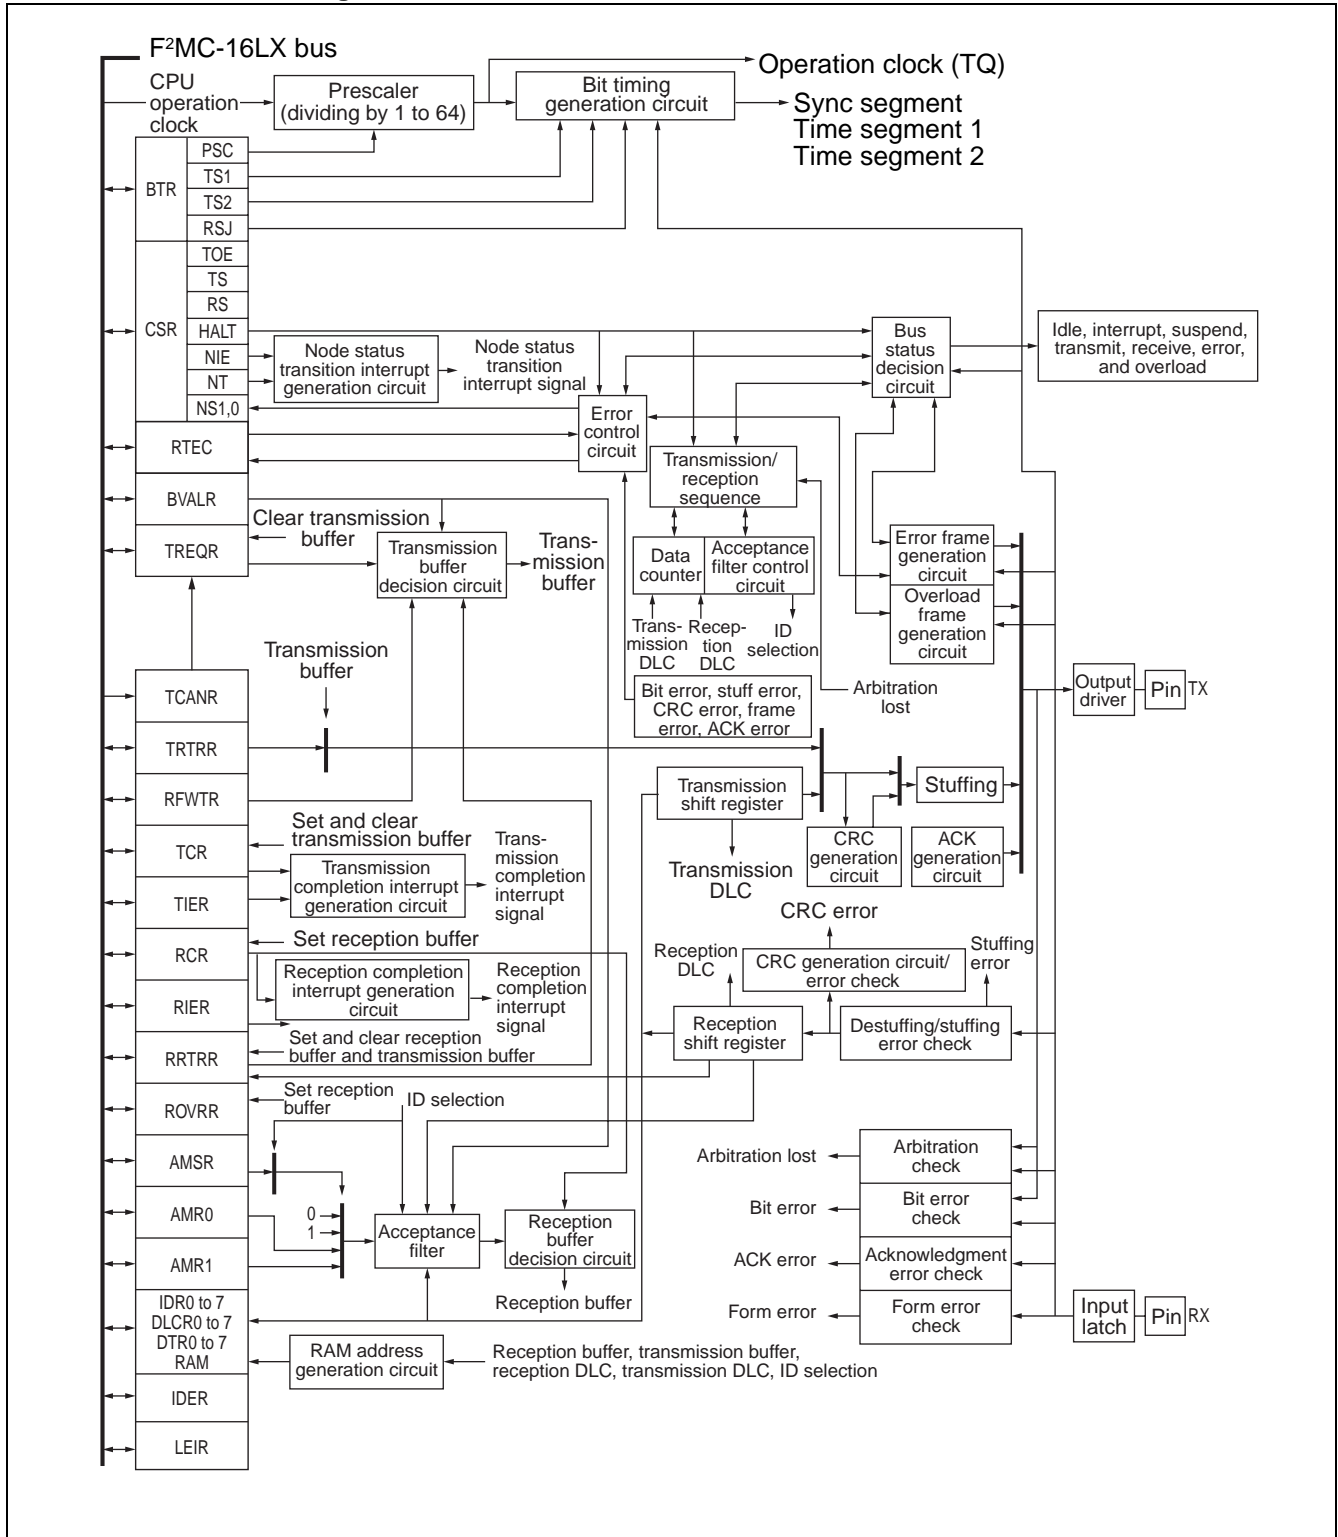 F²MC-16LX bus
CPU
operation
clock
Prescaler
(dividing by 1 to 64)
Bit timing
generation circuit
Operation clock (TQ)
Sync segment
Time segment 1
Time segment 2
BTR
PSC
TS1
TS2
RSJ
CSR
TOE
TS
RS
HALT
NIE
NT
NS1,0
Node status
transition interrupt
generation circuit
Node status
transition
interrupt signal
Bus
status
decision
circuit
Idle, interrupt, suspend,
transmit, receive, error,
and overload
Error
control
circuit
RTEC
Transmission/
reception
sequence
BVALR
Clear transmission
buffer
TREQR
Transmission
buffer
decision circuit
Trans-
mission
buffer
Data
counter
Acceptance
filter control
circuit
Error frame
generation
circuit
Overload
frame
generation
circuit
Trans-
mission
DLC
Recep-
tion
DLC
ID
selection
Transmission
buffer
TCANR
Bit error, stuff error,
CRC error, frame
error, ACK error
Arbitration
lost
Output
driver
Pin
TX
TRTRR
RFWTR
Transmission
shift register
Stuffing
Set and clear
transmission buffer
TCR
Transmission
completion interrupt
generation circuit
Trans-
mission
completion
interrupt
signal
Transmission
DLC
CRC
generation
circuit
ACK
generation
circuit
TIER
CRC error
Set reception buffer
RCR
Reception completion
interrupt generation
circuit
Reception
completion
interrupt
signal
Reception
DLC
CRC generation circuit/
error check
Stuffing
error
RIER
Reception
shift register
Destuffing/stuffing
error check
Set and clear reception
buffer and transmission buffer
RRTRR
Set reception
buffer
ID selection
ROVRR
AMSR
Arbitration lost
Arbitration
check
AMR0
0
1
Acceptance
filter
Reception
buffer
decision circuit
Bit error
Bit error
check
AMR1
ACK error
Acknowledgment
error check
Reception buffer
IDR0 to 7
DLCR0 to 7
DTR0 to 7
RAM
Form error
Form error
check
Input
latch
Pin
RX
RAM address
generation circuit
Reception buffer, transmission buffer,
reception DLC, transmission DLC, ID selection
IDER
LEIR